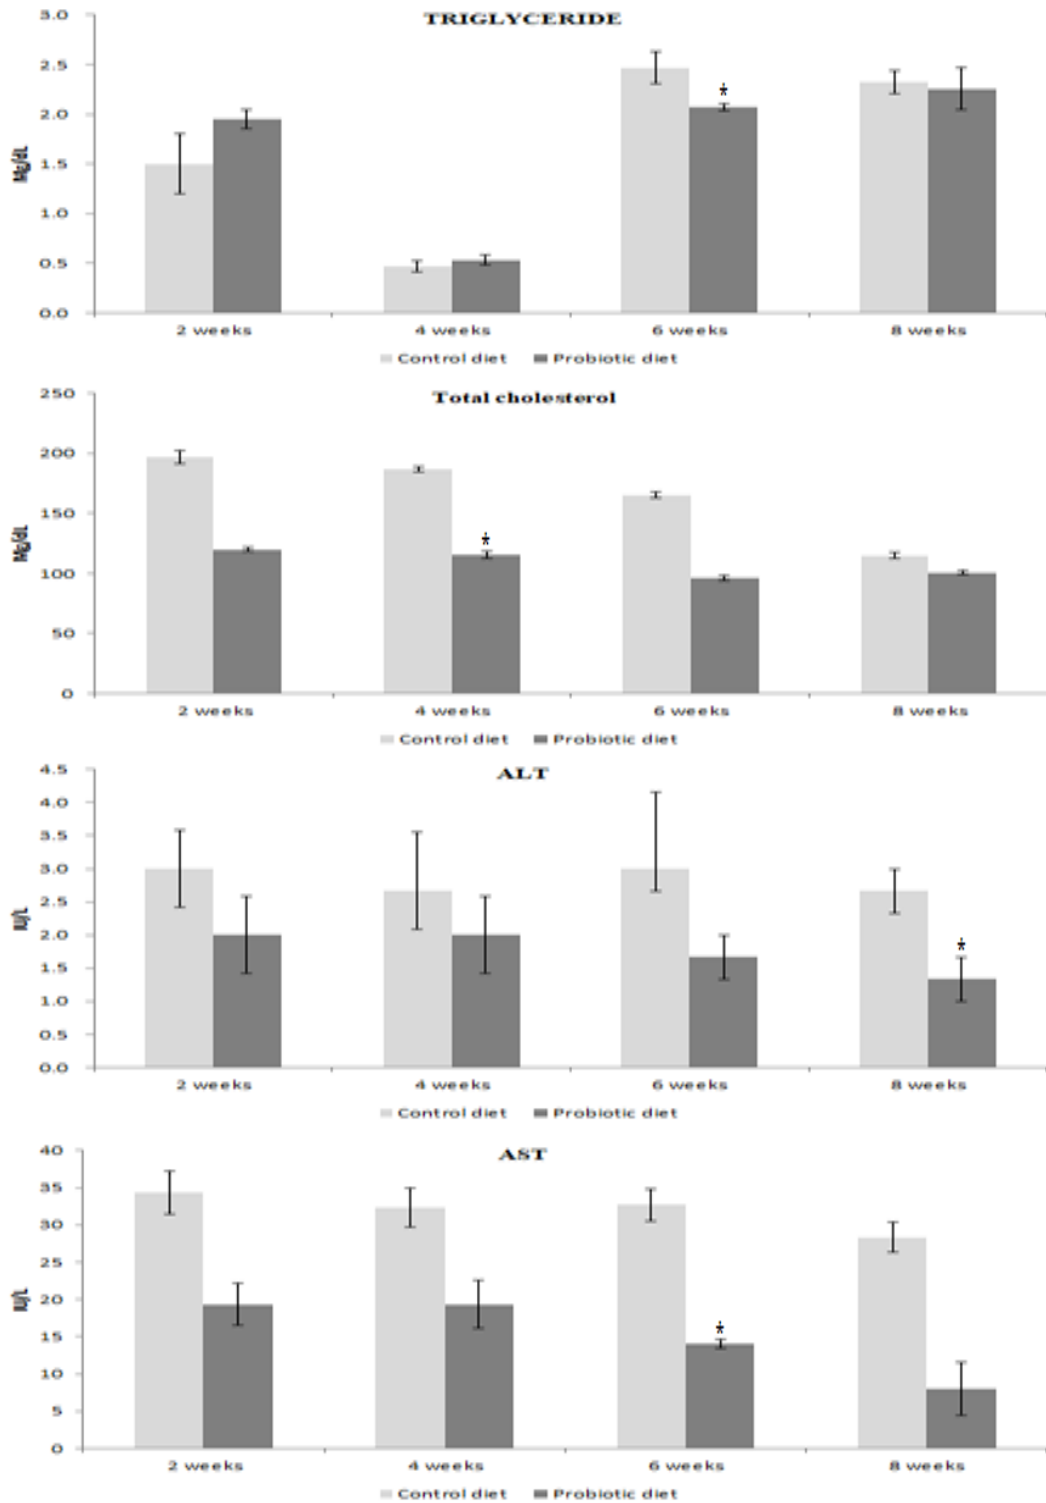 TRIGLYCERIDE
3.0
2.5
2.0
1.5
1.0
0.5
0.0
Mg/dL
*
2 weeks 4 weeks 6 weeks 8 weeks
Control diet Probiotic diet
Total cholesterol
250
200
150
100
50
0
Mg/dL
*
2 weeks 4 weeks 6 weeks 8 weeks
Control diet Probiotic diet
ALT
4.5
4.0
3.5
3.0
2.5
2.0
1.5
1.0
0.5
0.0
IU/L
*
2 weeks 4 weeks 6 weeks 8 weeks
Control diet Probiotic diet
AST
40
35
30
25
20
15
10
5
0
IU/L
*
2 weeks 4 weeks 6 weeks 8 weeks
Control diet Probiotic diet